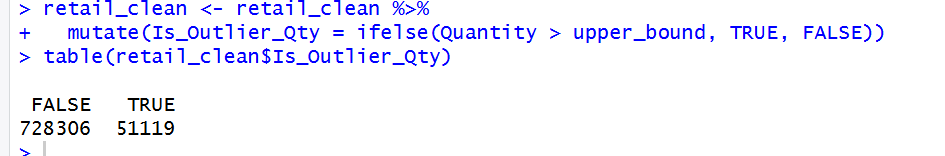 > retail_clean <- retail_clean %>%
+   mutate(Is_Outlier_Qty = ifelse(Quantity > upper_bound, TRUE, FALSE))
> table(retail_clean$Is_Outlier_Qty)
 FALSE   TRUE
728306  51119
>